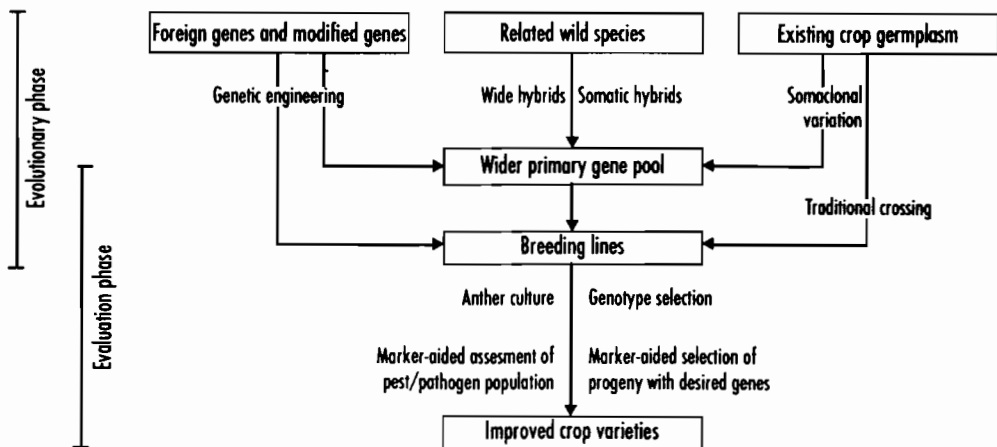 Foreign genes and modified genes
Related wild species
Existing crop germplasm
Genetic engineering
Wide hybrids
Somatic hybrids
Somaclonal
variation
Evolutionary phase
Wider primary gene pool
Traditional crossing
Breeding lines
Evaluation phase
Anther culture
Genotype selection
Marker-aided assesment of
pest/pathogen population
Marker-aided selection of
progeny with desired genes
Improved crop varieties